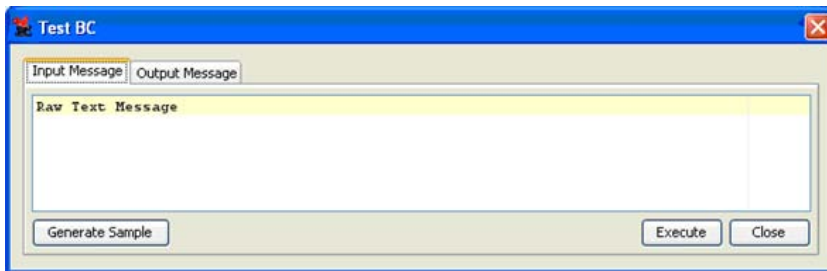 Test BC
Input Message Output Message
Raw Text Message
Generate Sample Execute Close